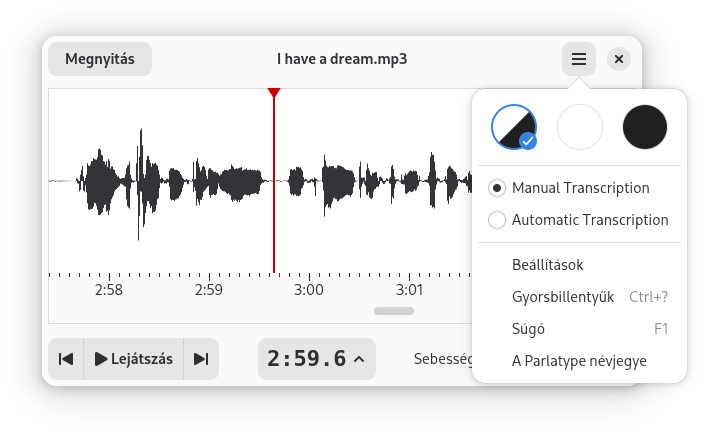 Megnyitás
I have a dream.mp3
Manual Transcription
Automatic Transcription
Beállítások
Gyorsbillentyűk Ctrl+?
Súgó F1
A Parlatype névjegye
2:58 2:59 3:00 3:01
Lejátszás 2:59.6 Sebesség